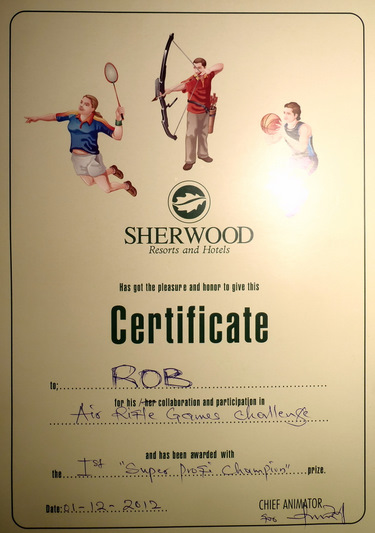 SHERWOOD
Resorts and Hotels
Has got the pleasure and honor to give this
Certificate
to; ROB
for his /her collaboration and participation in
Air Rifle Games Challenge
and has been awarded with
the Ist "Super Champion" prize.
Date: 01-12-2012 CHIEF ANIMATOR
for